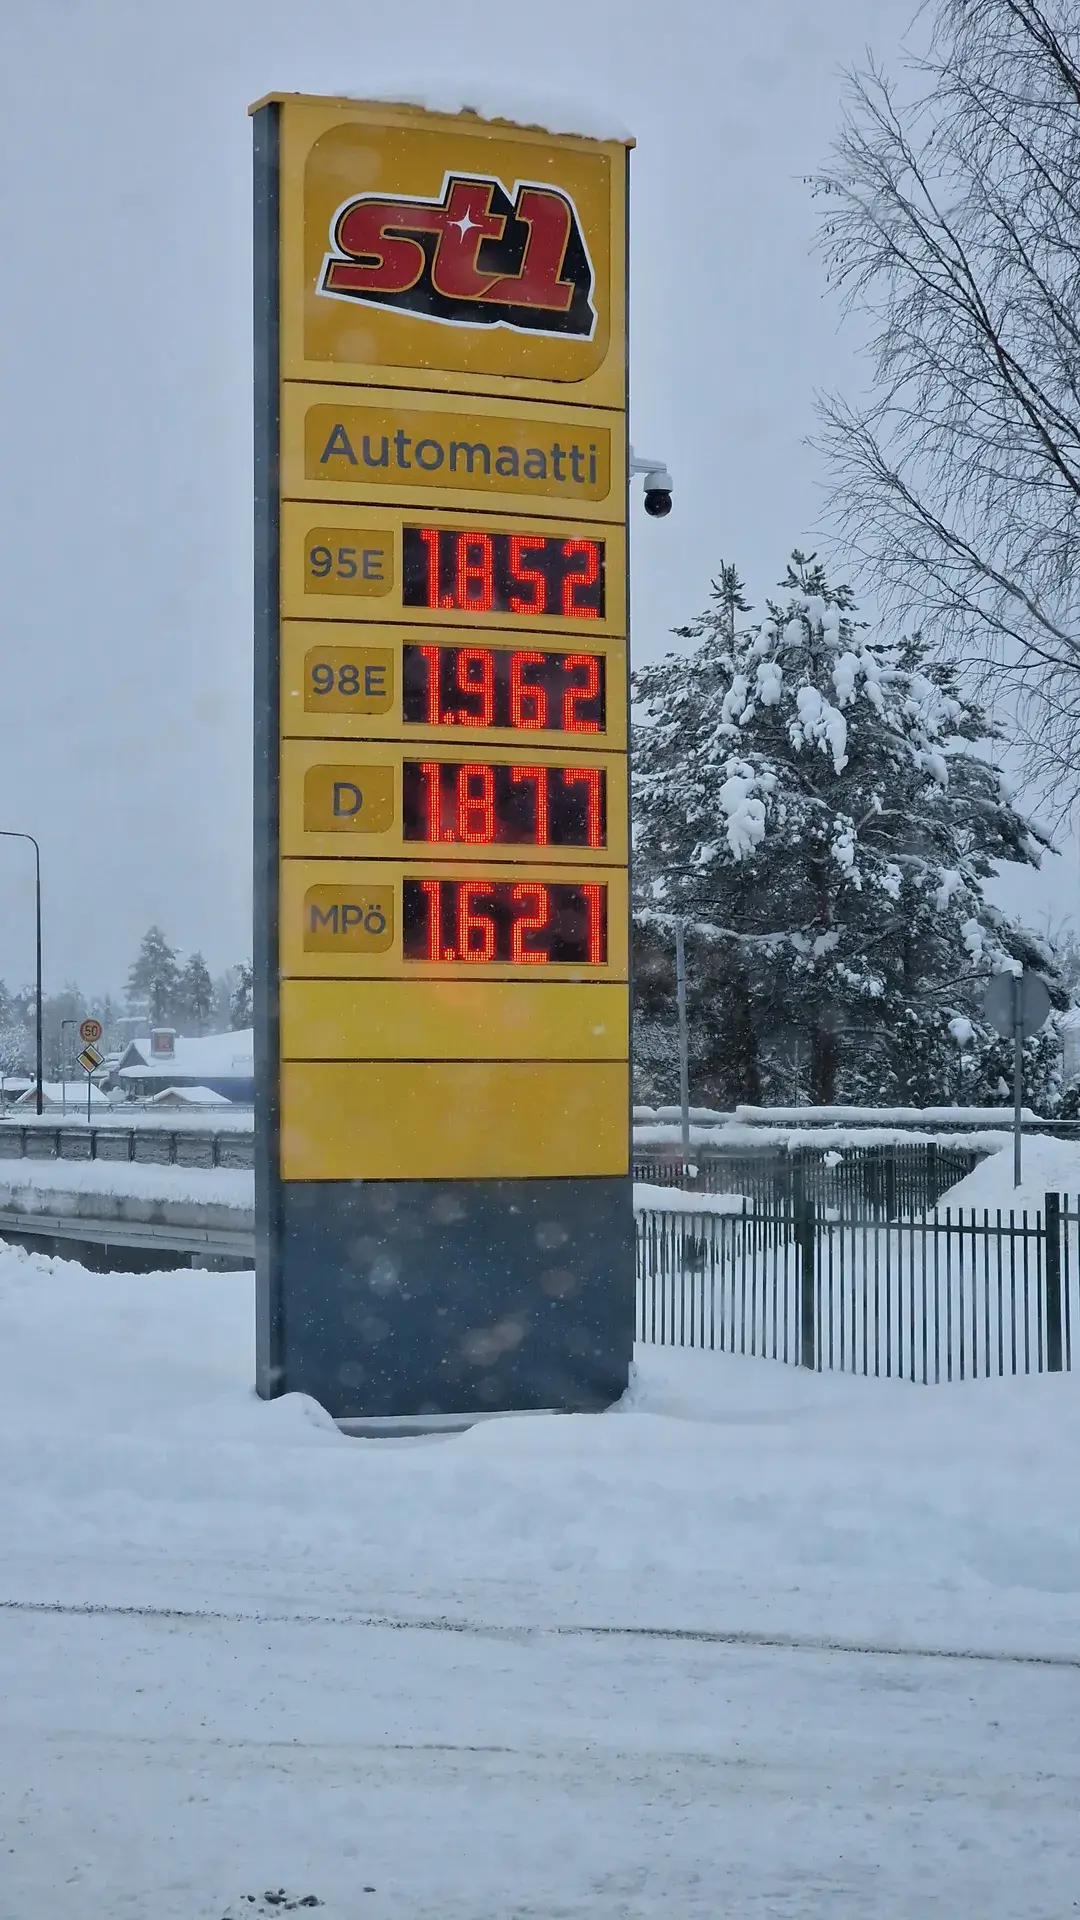 st1
Automaatti
95E 1.852
98E 1.962
D 1.877
MPÖ 1.621
50